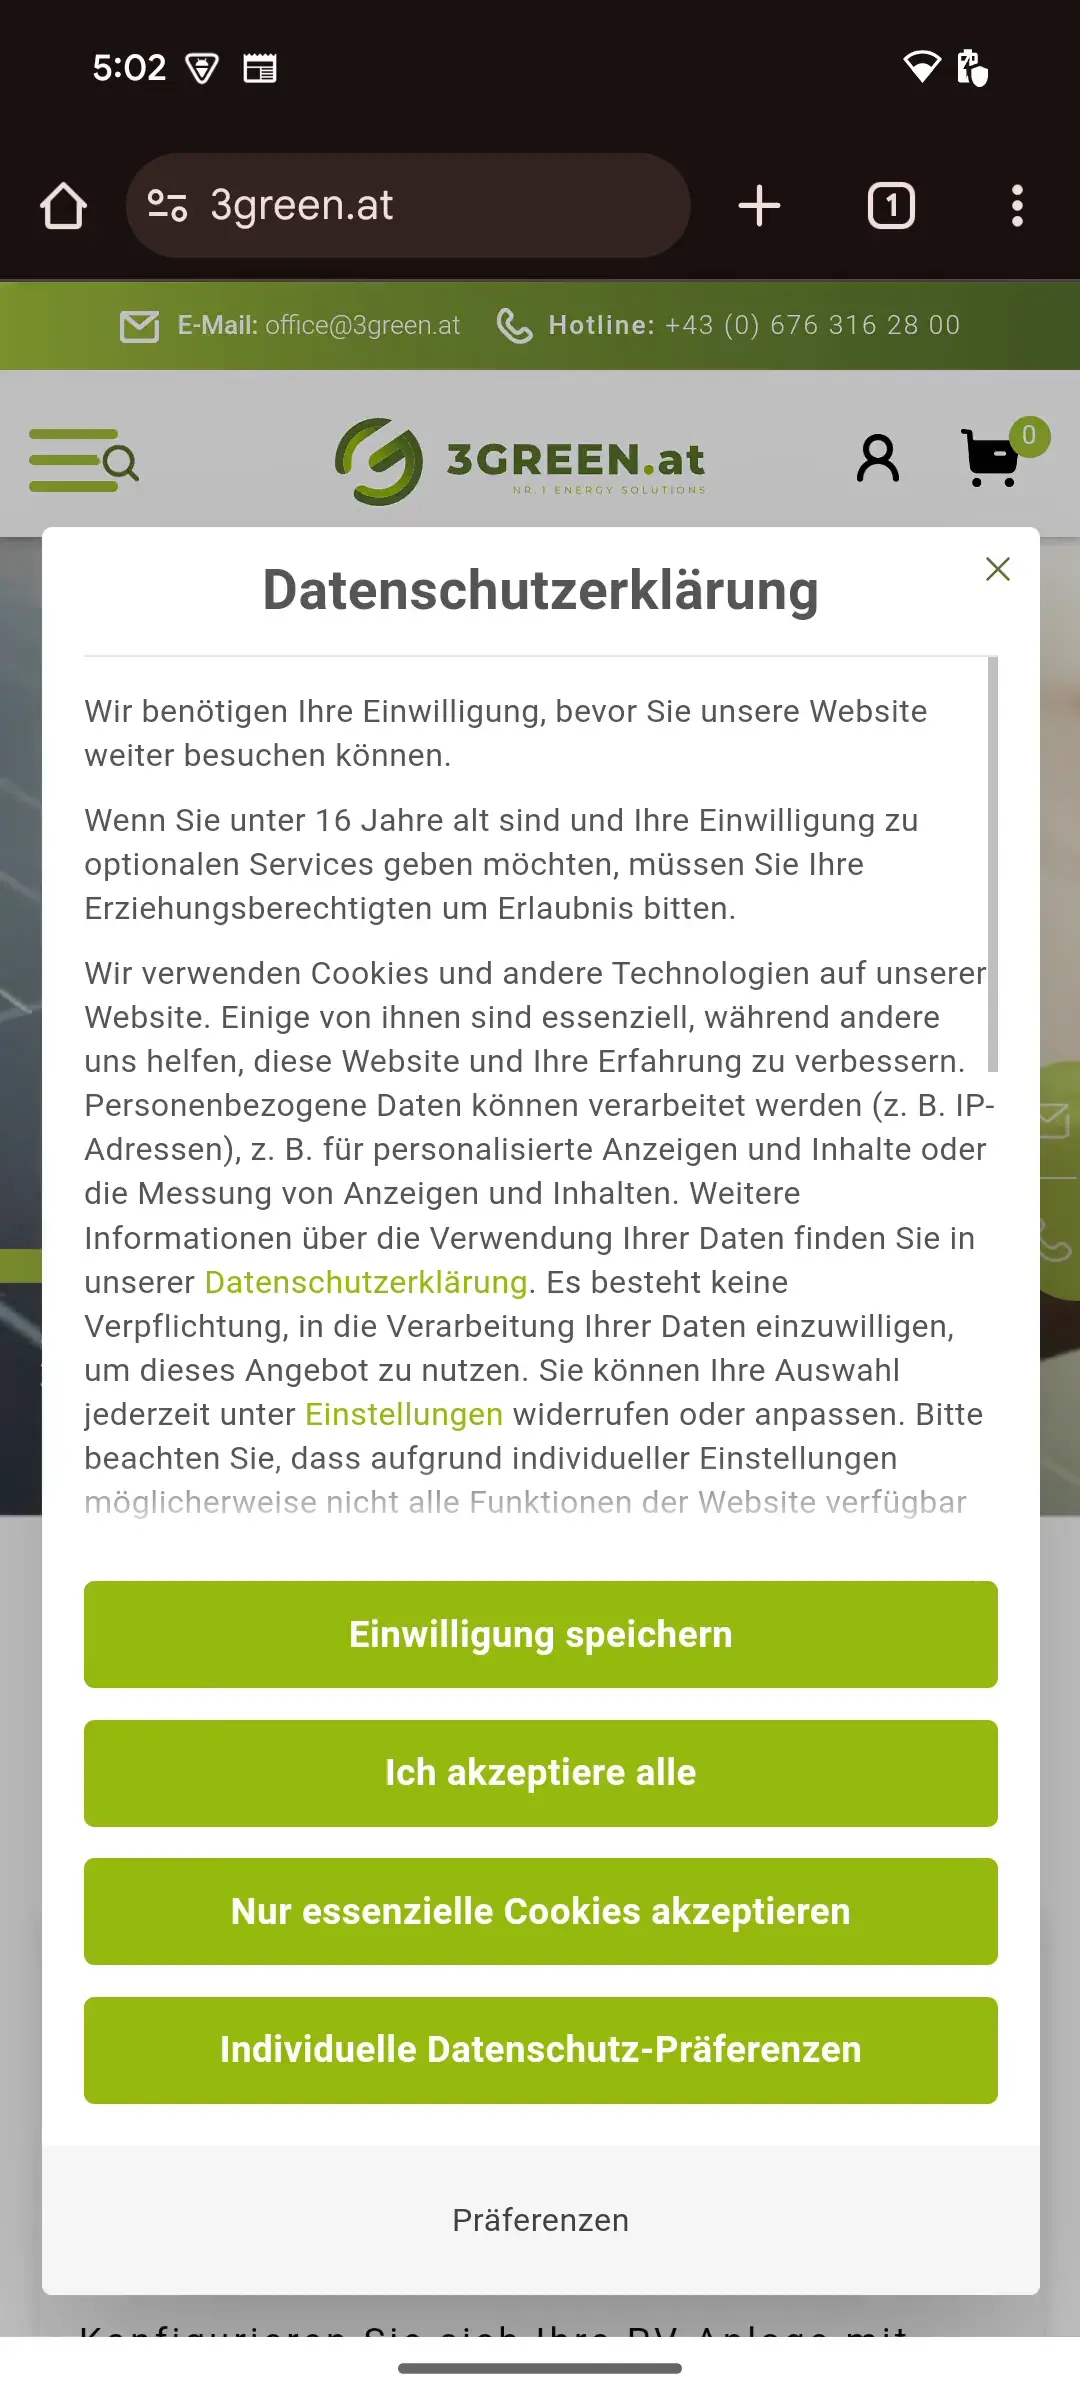 5:02
3green.at
1
E-Mail: office@3green.at Hotline: +43 (0) 676 316 28 00
3GREEN.at
NR.1 ENERGY SOLUTIONS
0
Datenschutzerklärung
Wir benötigen Ihre Einwilligung, bevor Sie unsere Website
weiter besuchen können.
Wenn Sie unter 16 Jahre alt sind und Ihre Einwilligung zu
optionalen Services geben möchten, müssen Sie Ihre
Erziehungsberechtigten um Erlaubnis bitten.
Wir verwenden Cookies und andere Technologien auf unserer
Website. Einige von ihnen sind essenziell, während andere
uns helfen, diese Website und Ihre Erfahrung zu verbessern.
Personenbezogene Daten können verarbeitet werden (z. B. IP-
Adressen), z. B. für personalisierte Anzeigen und Inhalte oder
die Messung von Anzeigen und Inhalten. Weitere
Informationen über die Verwendung Ihrer Daten finden Sie in
unserer Datenschutzerklärung. Es besteht keine
Verpflichtung, in die Verarbeitung Ihrer Daten einzuwilligen,
um dieses Angebot zu nutzen. Sie können Ihre Auswahl
jederzeit unter Einstellungen widerrufen oder anpassen. Bitte
beachten Sie, dass aufgrund individueller Einstellungen
möglicherweise nicht alle Funktionen der Website verfügbar
Einwilligung speichern
Ich akzeptiere alle
Nur essenzielle Cookies akzeptieren
Individuelle Datenschutz-Präferenzen
Präferenzen
Konfigurieren Sie sich Ihre PV Anlage mit